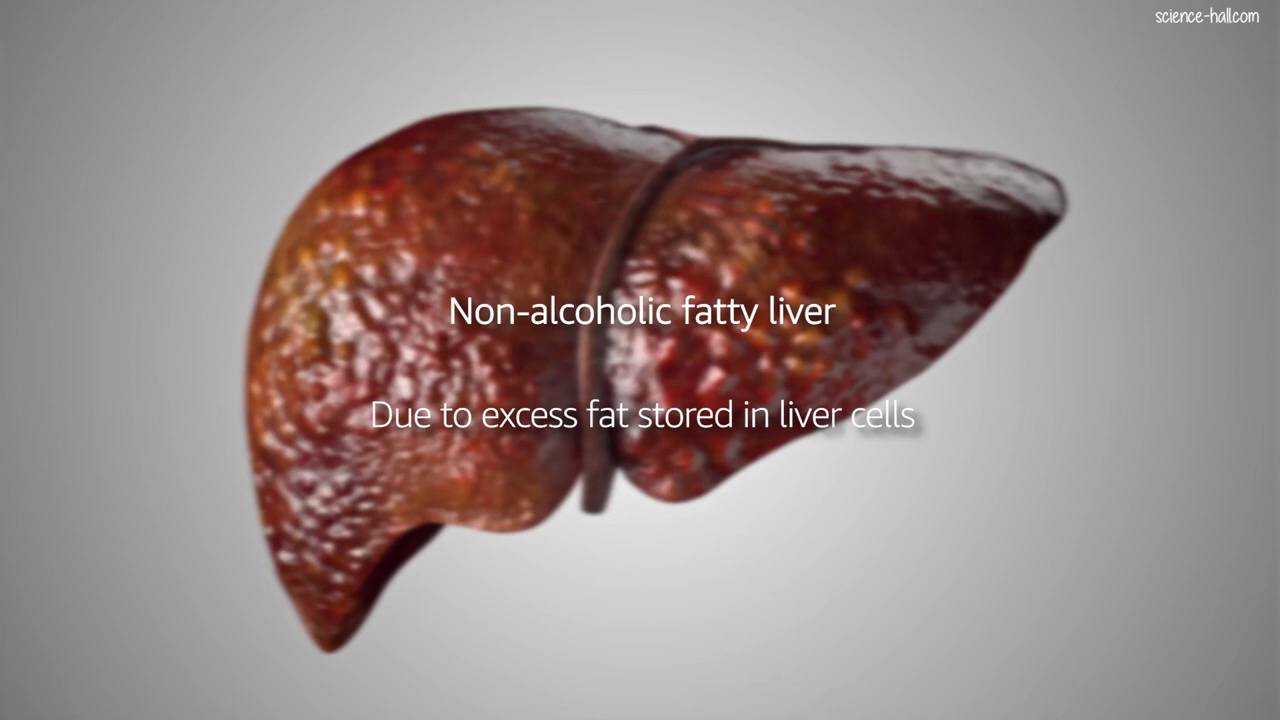 science-hall.com
Non-alcoholic fatty liver
Due to excess fat stored in liver cells